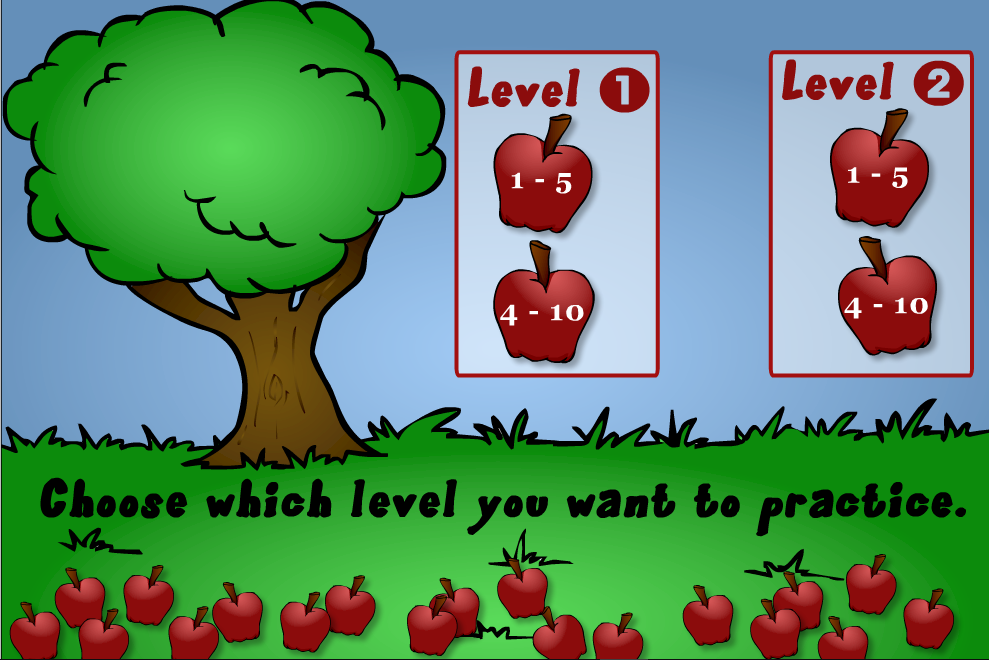 Level 1
1 - 5
4 - 10
Level 2
1 - 5
4 - 10
Choose which level you want to practice.